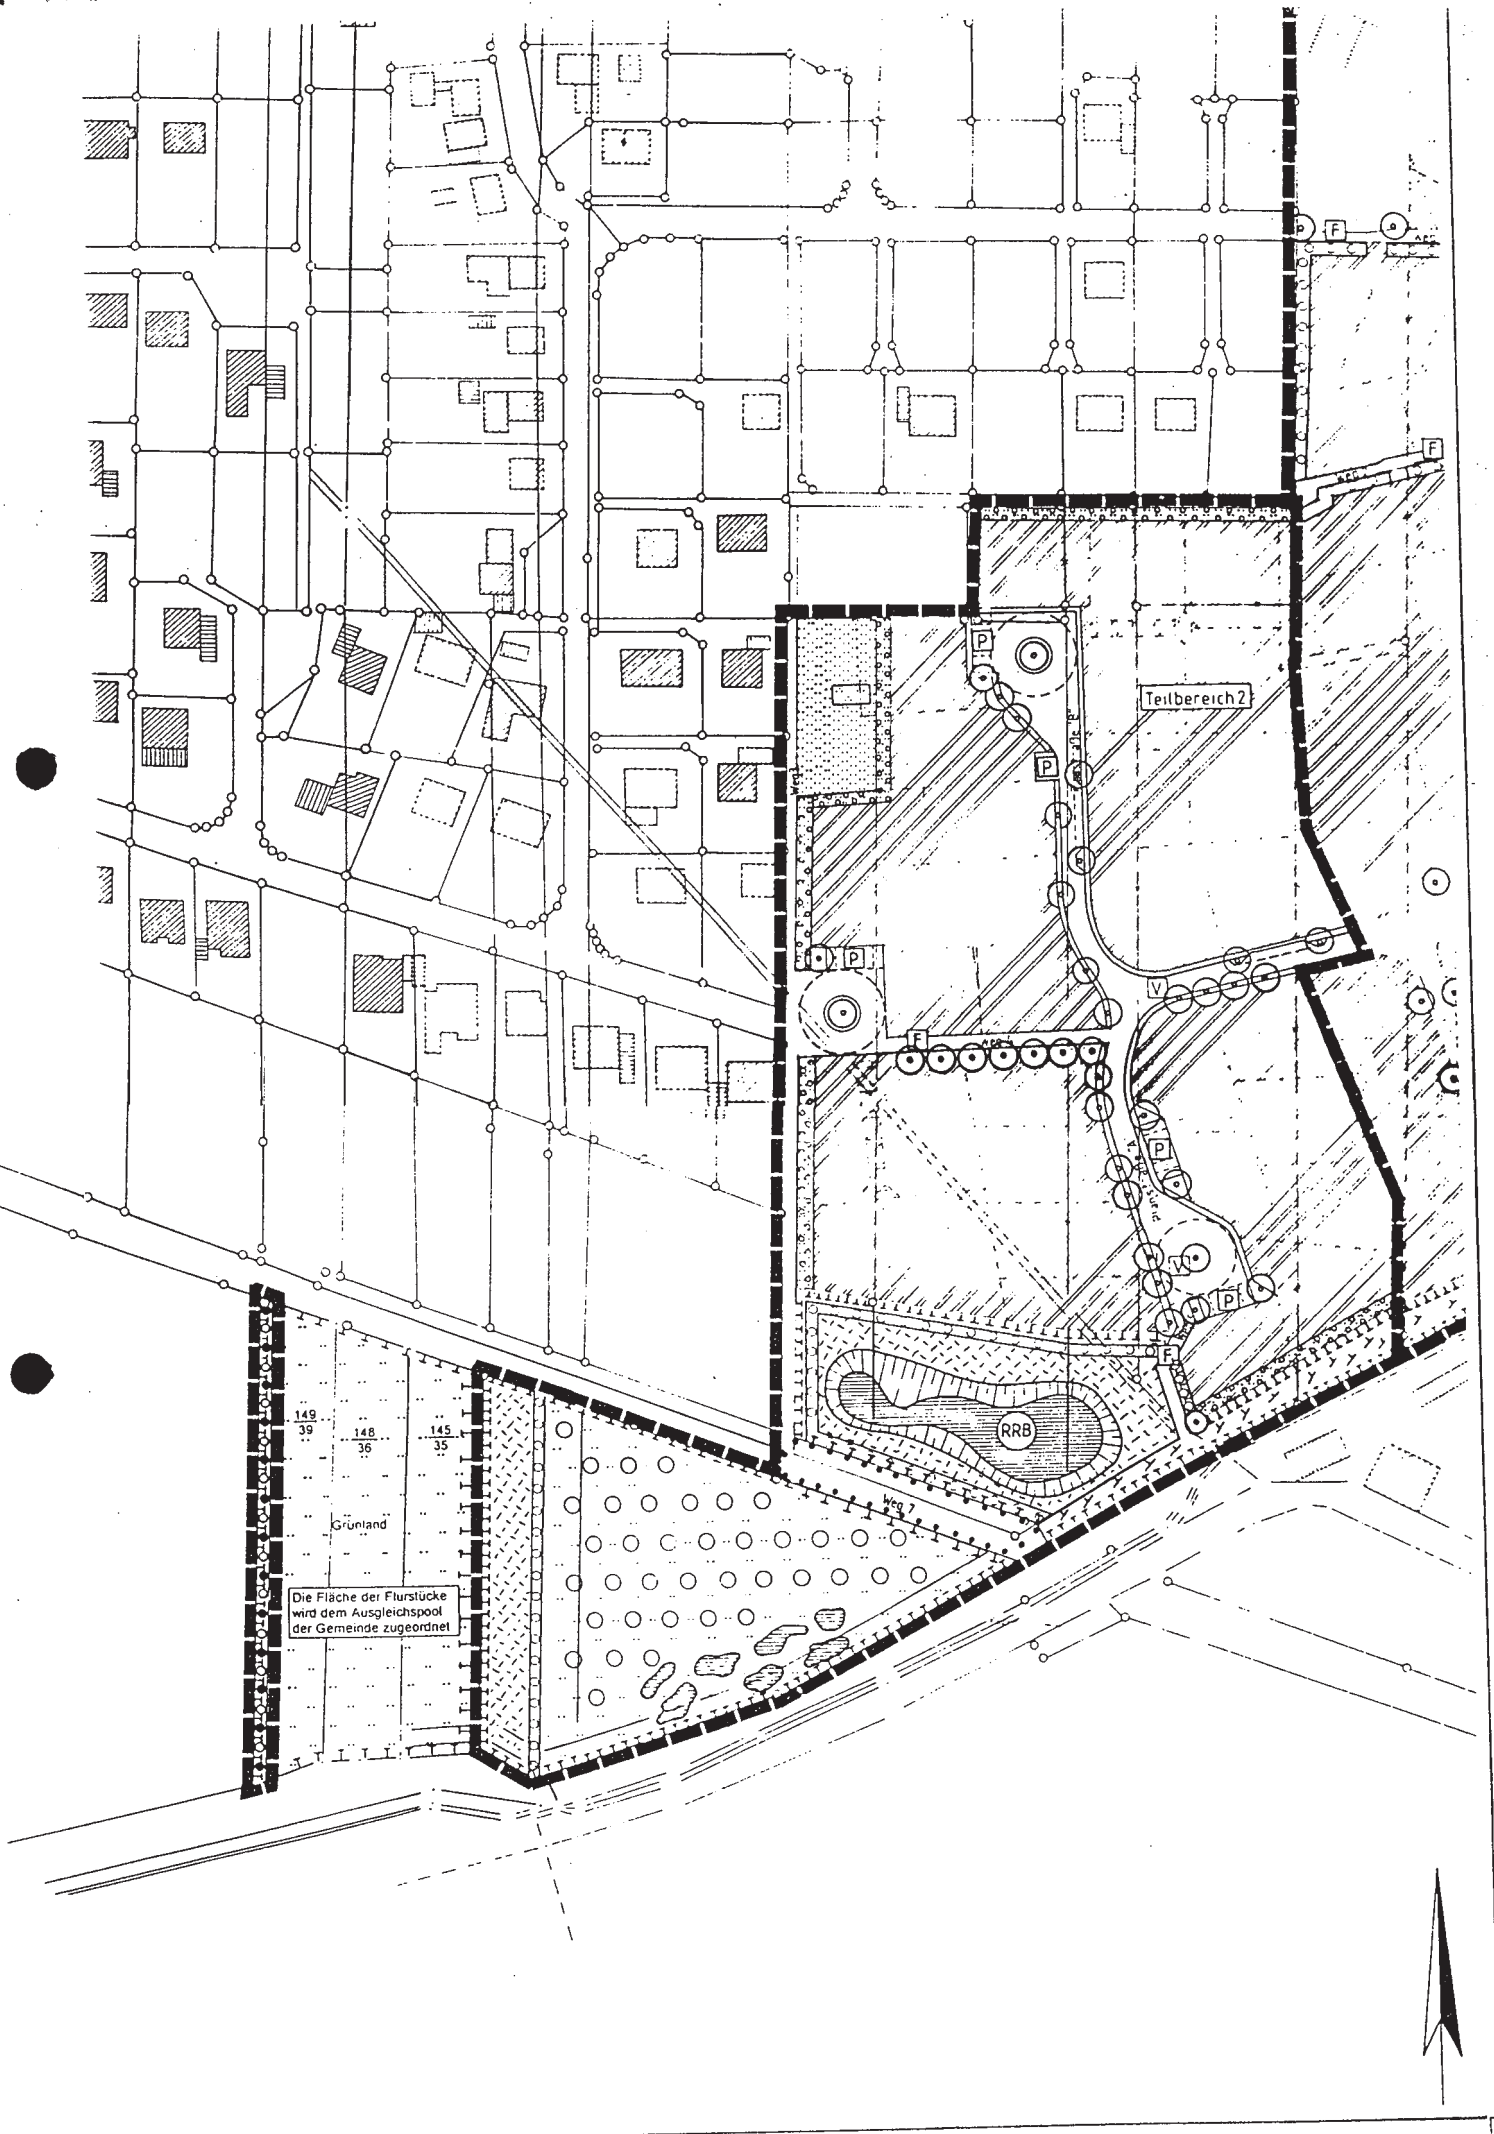 F
F
P
Teilbereich 2
P
P
V
F
P
V
P
F
RRB
149
39
148
36
145
35
Weg 7
Grünland
Die Fläche der Flurstücke
wird dem Ausgleichspool
der Gemeinde zugeordnet